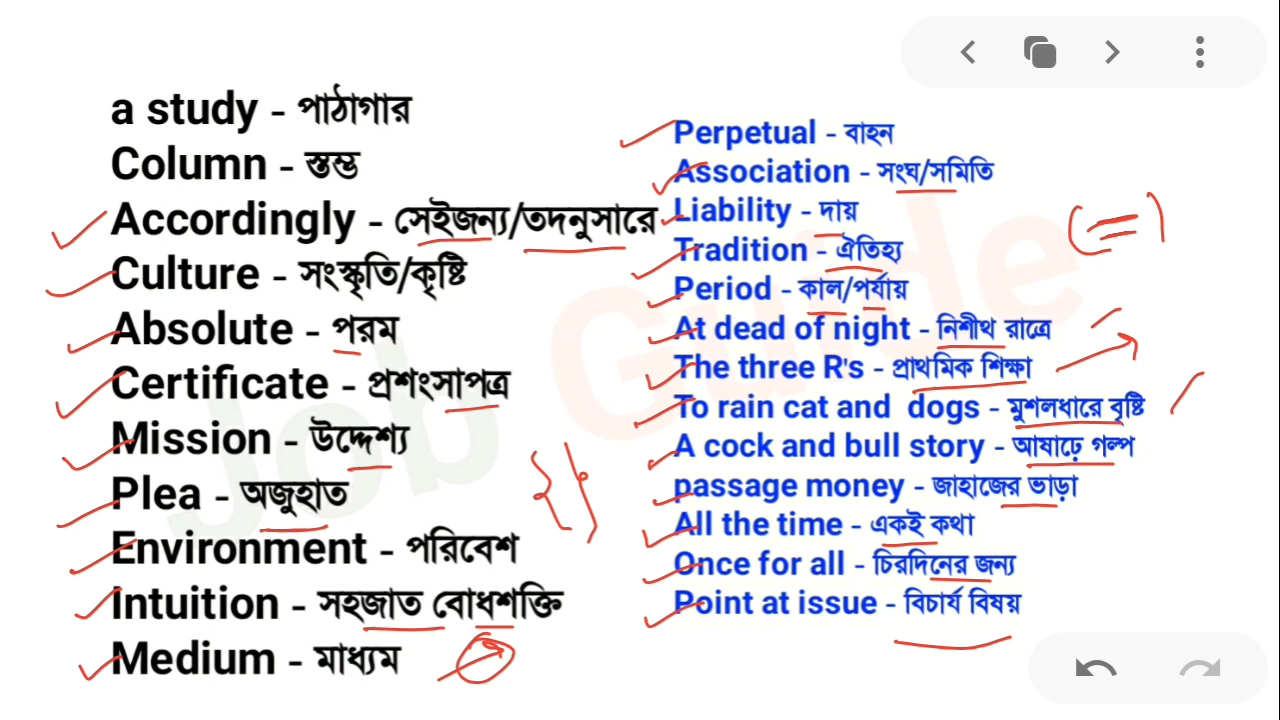 a study - পাঠাগার
Column - স্তম্ভ
Accordingly - সেইজন্য/তদনুসারে
Culture - সংস্কৃতি/কৃষ্টি
Absolute - পরম
Certificate - প্রশংসাপত্র
Mission - উদ্দেশ্য
Plea - অজুহাত
Environment - পরিবেশ
Intuition - সহজাত বোধশক্তি
Medium - মাধ্যম
Perpetual - বাহন
Association - সংঘ/সমিতি
Liability - দায়
Tradition - ঐতিহ্য
Period - কাল/পর্যায়
At dead of night - নিশীথ রাত্রে
The three R's - প্রাথমিক শিক্ষা
To rain cat and dogs - মুশলধারে বৃষ্টি
A cock and bull story - আষাঢ়ে গল্প
passage money - জাহাজের ভাড়া
All the time - একই কথা
Once for all - চিরদিনের জন্য
Point at issue - বিচার্য বিষয়
Job Guide